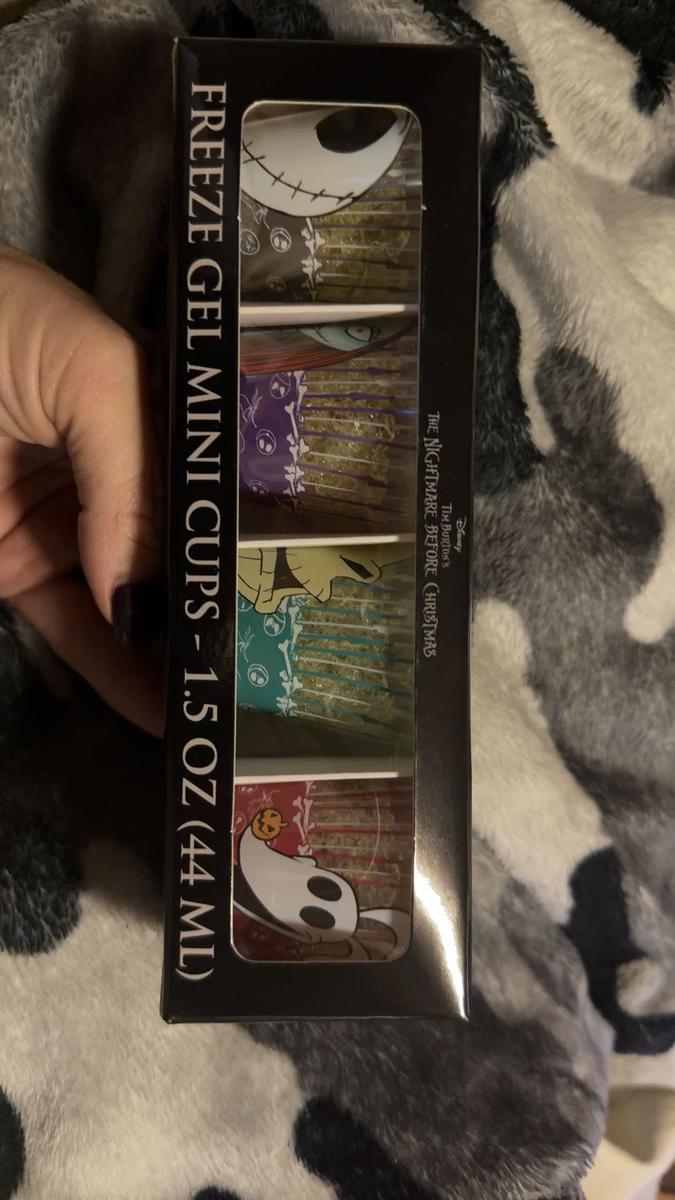 Disney
TIM BURTON'S
THE NIGHTMARE BEFORE CHRISTMAS
FREEZE GEL MINI CUPS - 1.5 OZ (44 ML)